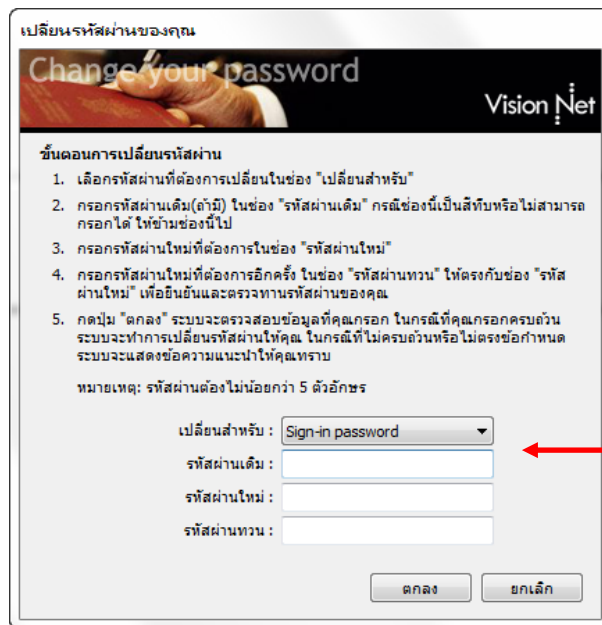 เปลี่ยนรหัสผ่านของคุณ
Change your password
Vision Net
ขั้นตอนการเปลี่ยนรหัสผ่าน
1. เลือกรหัสผ่านที่ต้องการเปลี่ยนในช่อง "เปลี่ยนสำหรับ"
2. กรอกรหัสผ่านเดิม(ถ้ามี) ในช่อง "รหัสผ่านเดิม" กรณีช่องนี้เป็นสีทึบหรือไม่สามารถ
กรอกได้ ให้ข้ามช่องนี้ไป
3. กรอกรหัสผ่านใหม่ที่ต้องการในช่อง "รหัสผ่านใหม่"
4. กรอกรหัสผ่านใหม่ที่ต้องการอีกครั้ง ในช่อง "รหัสผ่านทวน" ให้ตรงกับช่อง "รหัส
ผ่านใหม่" เพื่อยืนยันและตรวจทานรหัสผ่านของคุณ
5. กดปุ่ม "ตกลง" ระบบจะตรวจสอบข้อมูลที่คุณกรอก ในกรณีที่คุณกรอกครบถ้วน
ระบบจะทำการเปลี่ยนรหัสผ่านให้คุณ ในกรณีที่ไม่ครบถ้วนหรือไม่ตรงข้อกำหนด
ระบบจะแสดงข้อความแนะนำให้คุณทราบ
หมายเหตุ: รหัสผ่านต้องไม่น้อยกว่า 5 ตัวอักษร
เปลี่ยนสำหรับ : Sign-in password
รหัสผ่านเดิม :
รหัสผ่านใหม่ :
รหัสผ่านทวน :
ตกลง ยกเลิก